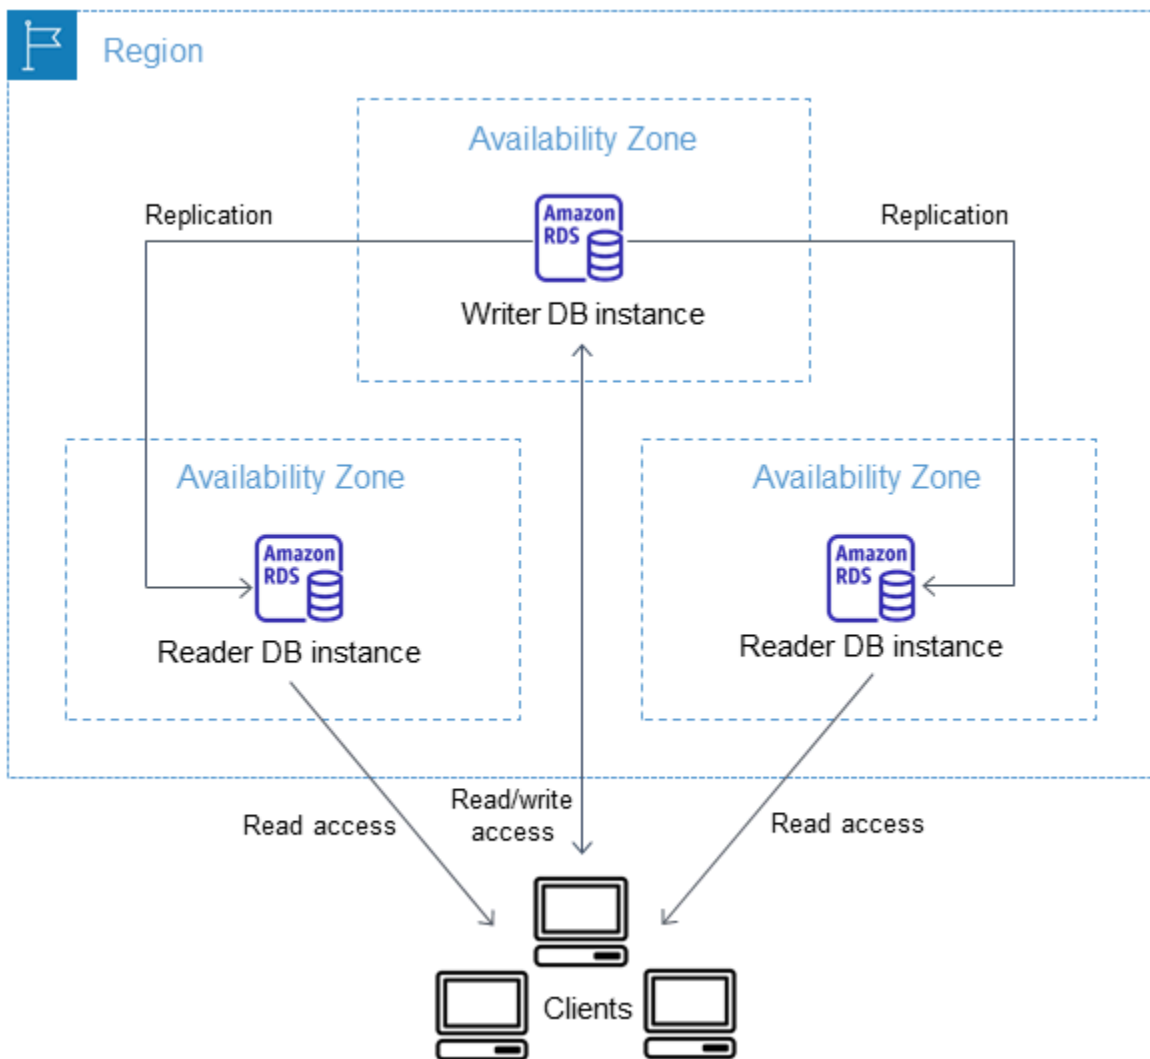 Region
Availability Zone
Replication
Replication
Amazon
RDS
Writer DB instance
Availability Zone
Availability Zone
Amazon
RDS
Amazon
RDS
Reader DB instance
Reader DB instance
Read access
Read/write
access
Read access
Clients